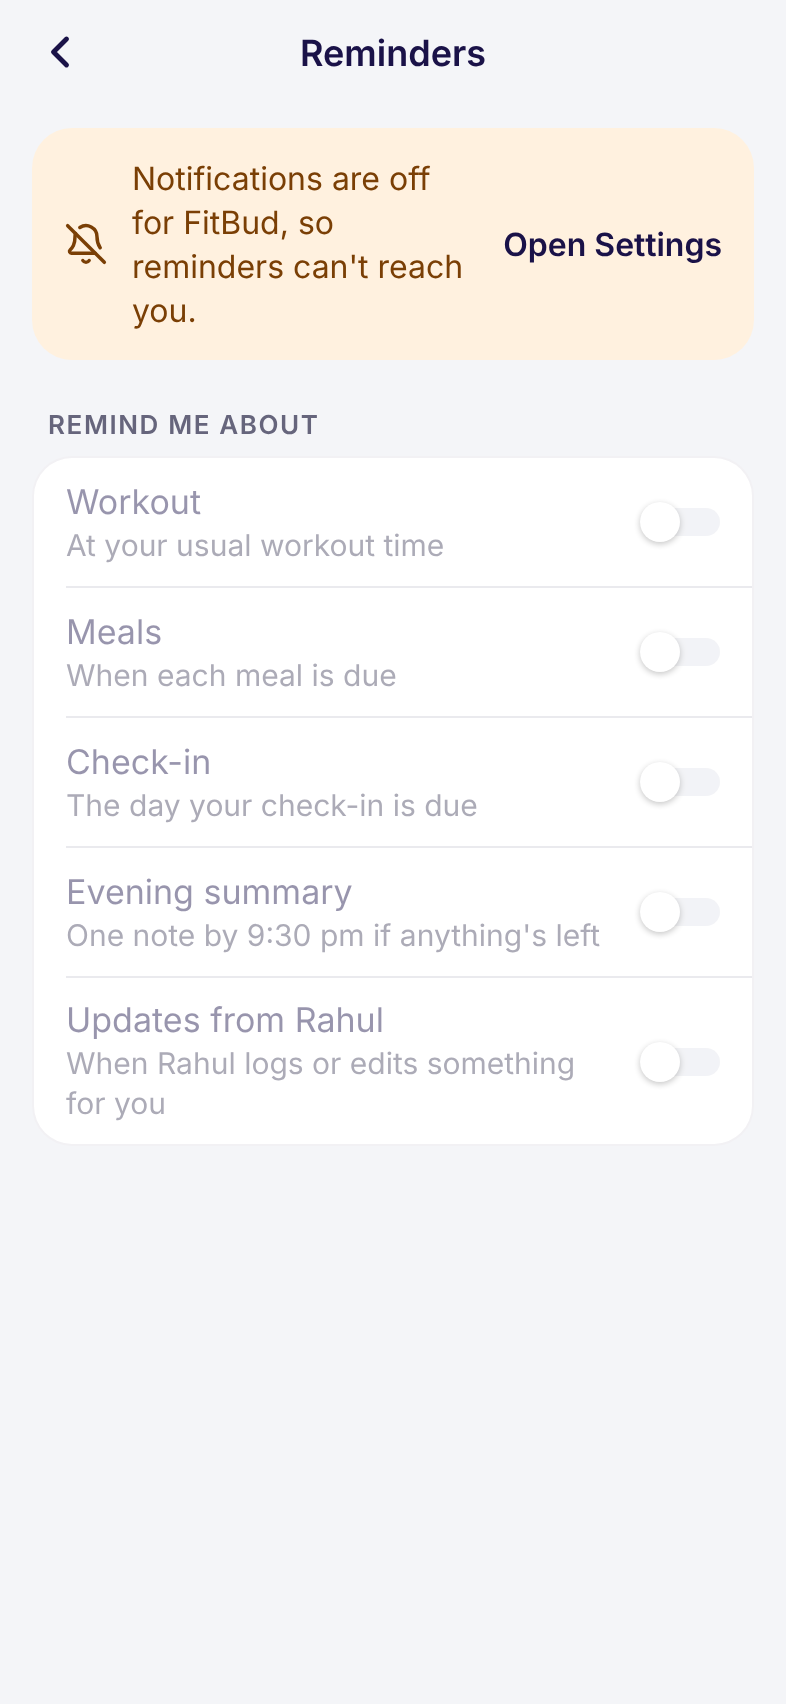 Reminders
Notifications are off
for FitBud, so
reminders can't reach
you.
Open Settings
REMIND ME ABOUT
Workout
At your usual workout time
Meals
When each meal is due
Check-in
The day your check-in is due
Evening summary
One note by 9:30 pm if anything's left
Updates from Rahul
When Rahul logs or edits something
for you